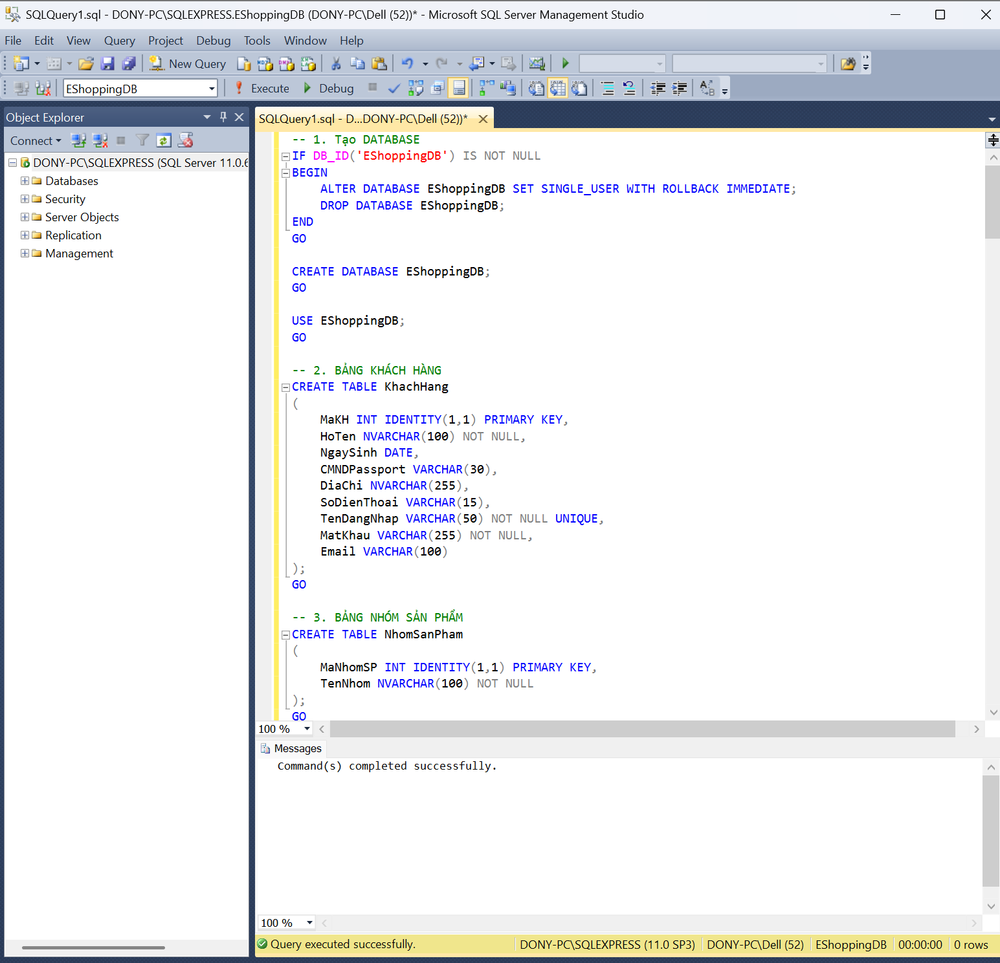 SQLQuery1.sql - DONY-PC\SQLEXPRESS.EShoppingDB (DONY-PC\Dell (52))* - Microsoft SQL Server Management Studio
File Edit View Query Project Debug Tools Window Help
New Query
EShoppingDB Execute Debug
Object Explorer
Connect
DONY-PC\SQLEXPRESS (SQL Server 11.0.6
Databases
Security
Server Objects
Replication
Management
SQLQuery1.sql - D...DONY-PC\Dell (52))*
-- 1. Tạo DATABASE
IF DB_ID('EShoppingDB') IS NOT NULL
BEGIN
    ALTER DATABASE EShoppingDB SET SINGLE_USER WITH ROLLBACK IMMEDIATE;
    DROP DATABASE EShoppingDB;
END
GO
CREATE DATABASE EShoppingDB;
GO
USE EShoppingDB;
GO
-- 2. BẢNG KHÁCH HÀNG
CREATE TABLE KhachHang
(
    MaKH INT IDENTITY(1,1) PRIMARY KEY,
    HoTen NVARCHAR(100) NOT NULL,
    NgaySinh DATE,
    CMNDPassport VARCHAR(30),
    DiaChi NVARCHAR(255),
    SoDienThoai VARCHAR(15),
    TenDangNhap VARCHAR(50) NOT NULL UNIQUE,
    MatKhau VARCHAR(255) NOT NULL,
    Email VARCHAR(100)
);
GO
-- 3. BẢNG NHÓM SẢN PHẨM
CREATE TABLE NhomSanPham
(
    MaNhomSP INT IDENTITY(1,1) PRIMARY KEY,
    TenNhom NVARCHAR(100) NOT NULL
);
GO
100 %
Messages
Command(s) completed successfully.
100 %
Query executed successfully. DONY-PC\SQLEXPRESS (11.0 SP3) DONY-PC\Dell (52) EShoppingDB 00:00:00 0 rows